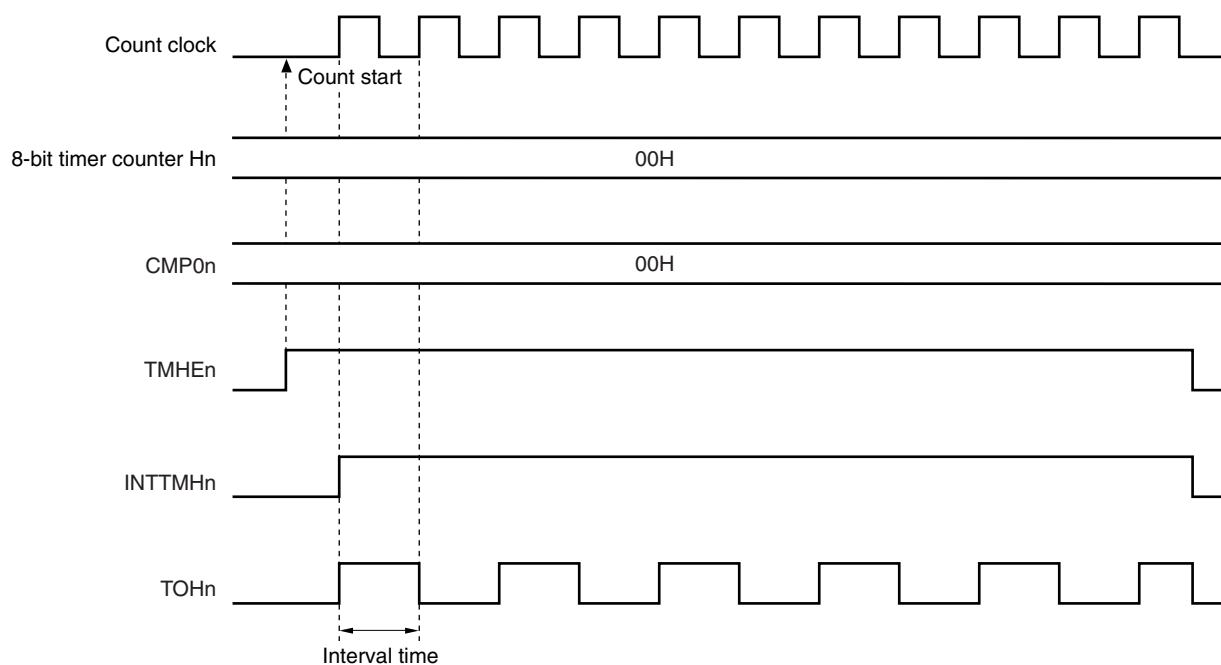 Count clock
Count start
8-bit timer counter Hn
00H
CMP0n
00H
TMHEn
INTTMHn
TOHn
Interval time